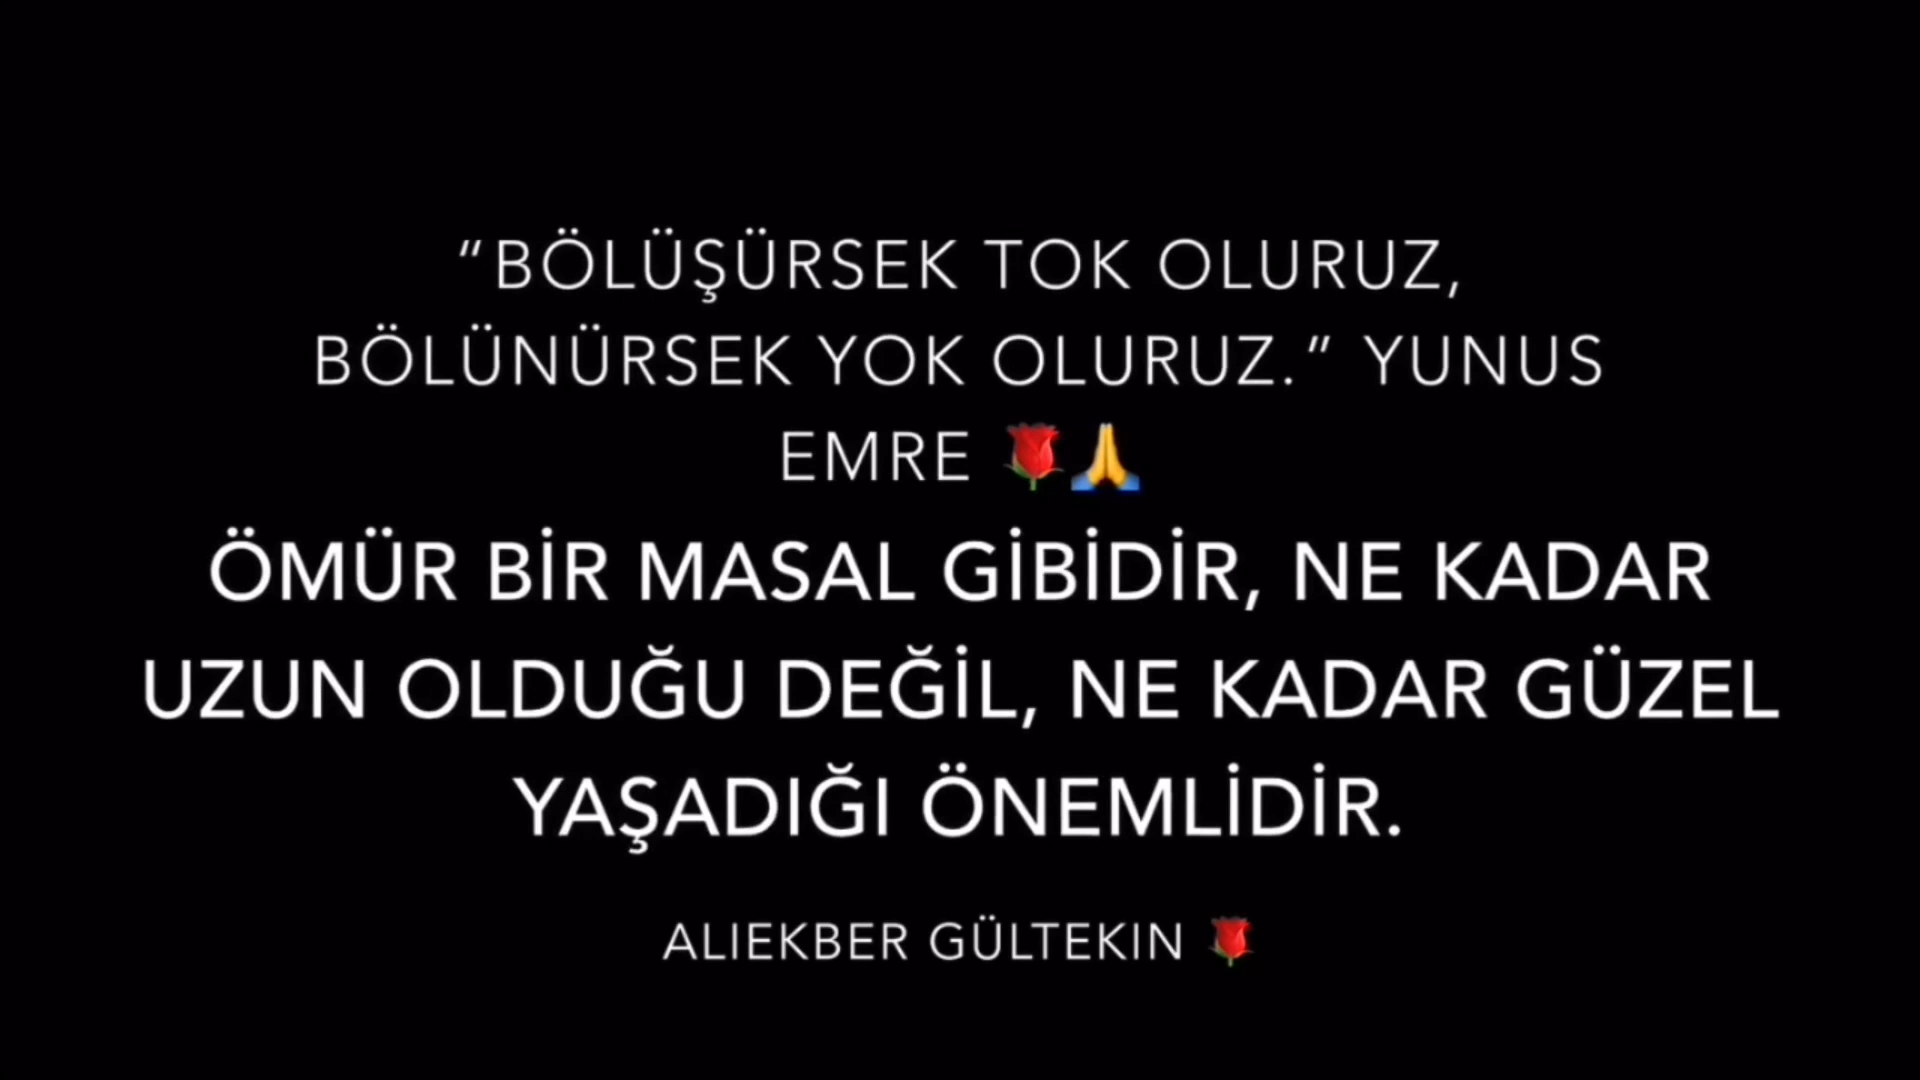 “BÖLÜŞÜRSEK TOK OLURUZ,
BÖLÜNÜRSEK YOK OLURUZ.” YUNUS
EMRE 🌹🙏
ÖMÜR BİR MASAL GİBİDİR, NE KADAR
UZUN OLDUĞU DEĞİL, NE KADAR GÜZEL
YAŞADIĞI ÖNEMLİDİR.
ALIEKBER GÜLTEKIN 🌹